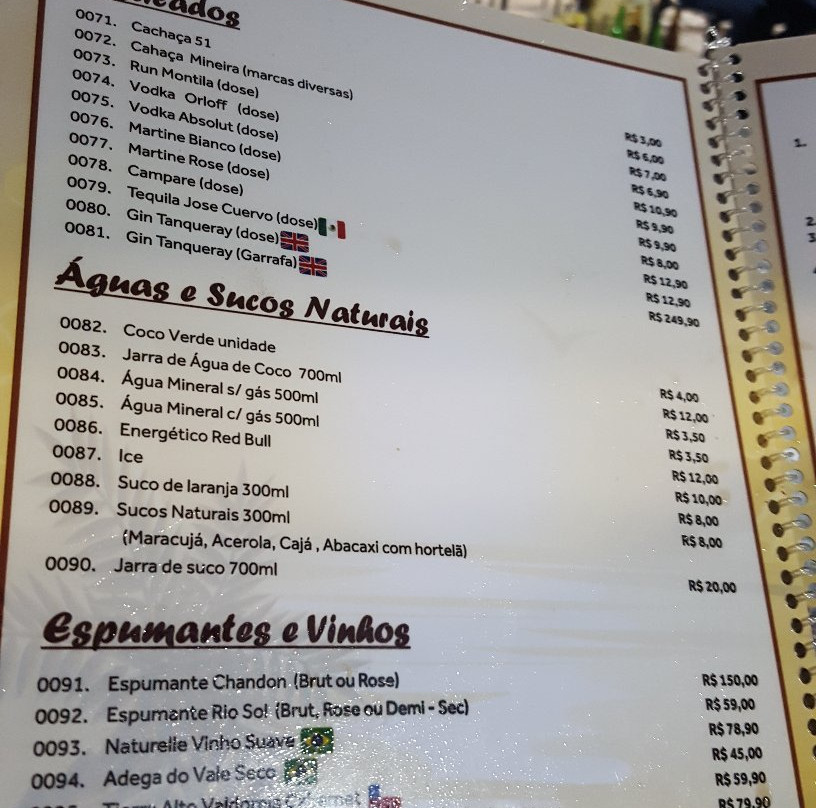 0071. Cachaça 51 R$ 3,00
0072. Cahaça Mineira (marcas diversas) R$ 6,00
0073. Run Montila (dose) R$ 7,00
0074. Vodka Orloff (dose) R$ 6,90
0075. Vodka Absolut (dose) R$ 10,90
0076. Martine Bianco (dose) R$ 9,90
0077. Martine Rose (dose) R$ 9,90
0078. Campare (dose) R$ 8,00
0079. Tequila Jose Cuervo (dose) R$ 12,90
0080. Gin Tanqueray (dose) R$ 12,90
0081. Gin Tanqueray (Garrafa) R$ 249,90
Águas e Sucos Naturais
0082. Coco Verde unidade R$ 4,00
0083. Jarra de Água de Coco 700ml R$ 12,00
0084. Água Mineral s/ gás 500ml R$ 3,50
0085. Água Mineral c/ gás 500ml R$ 3,50
0086. Energético Red Bull R$ 12,00
0087. Ice R$ 10,00
0088. Suco de laranja 300ml R$ 8,00
0089. Sucos Naturais 300ml R$ 8,00
(Maracujá, Acerola, Cajá , Abacaxi com hortelã)
0090. Jarra de suco 700ml R$ 20,00
Espumantes e Vinhos
0091. Espumante Chandon (Brut ou Rose) R$ 150,00
0092. Espumante Rio Sol (Brut, Rose ou Demi - Sec) R$ 59,00
0093. Naturelle Vinho Suave R$ 78,90
0094. Adega do Vale Seco R$ 45,00
R$ 59,90
Alto R$ 79,90
1.
2.
3